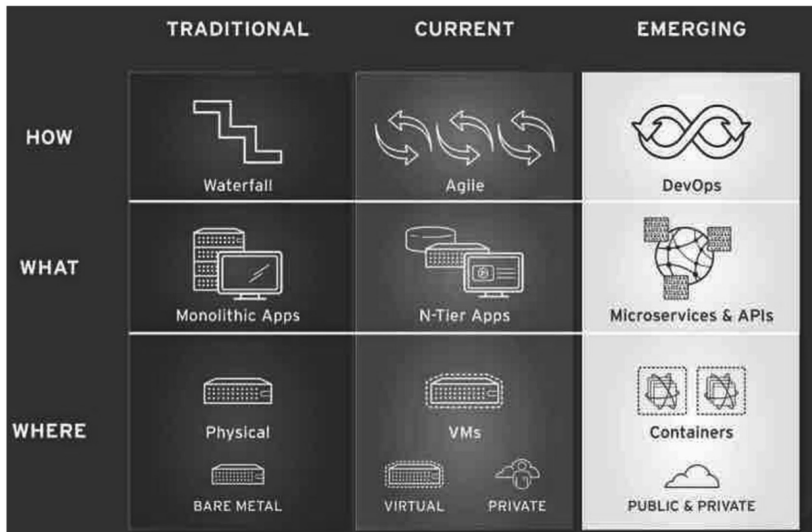 TRADITIONAL CURRENT EMERGING
HOW
Waterfall Agile DevOps
WHAT
Monolithic Apps N-Tier Apps Microservices & APIs
WHERE
Physical VMs Containers
BARE METAL VIRTUAL PRIVATE PUBLIC & PRIVATE